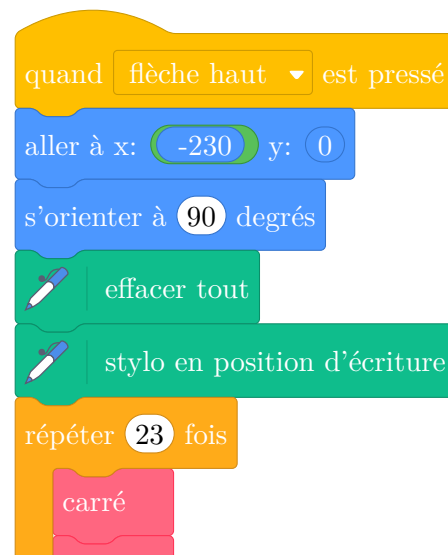 quand flèche haut est pressé
aller à x: -230 y: 0
s'orienter à 90 degrés
effacer tout
stylo en position d'écriture
répéter 23 fois
carré